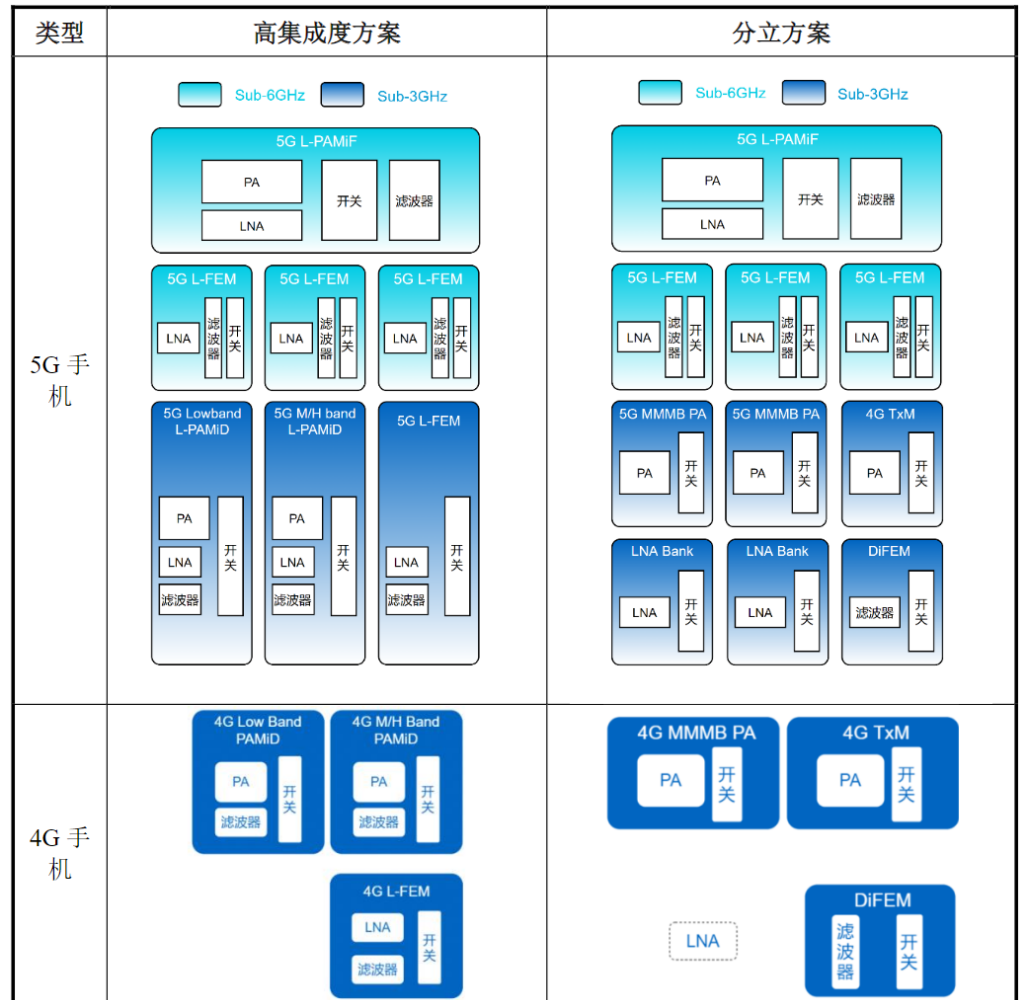 类型
高集成度方案
分立方案
5G 手
机
Sub-6GHz
Sub-3GHz
5G L-PAMiF
PA
LNA
开关
滤波器
5G L-FEM
LNA
滤波器
开关
5G L-FEM
LNA
滤波器
开关
5G L-FEM
LNA
滤波器
开关
5G Lowband
L-PAMiD
PA
LNA
滤波器
开关
5G M/H band
L-PAMiD
PA
LNA
滤波器
开关
5G L-FEM
LNA
滤波器
开关
Sub-6GHz
Sub-3GHz
5G L-PAMiF
PA
LNA
开关
滤波器
5G L-FEM
LNA
滤波器
开关
5G L-FEM
LNA
滤波器
开关
5G L-FEM
LNA
滤波器
开关
5G MMMB PA
PA
开关
5G MMMB PA
PA
开关
4G TxM
PA
开关
LNA Bank
LNA
开关
LNA Bank
LNA
开关
DiFEM
滤波器
开关
4G 手
机
4G Low Band
PAMiD
PA
滤波器
开关
4G M/H Band
PAMiD
PA
滤波器
开关
4G L-FEM
LNA
滤波器
开关
4G MMMB PA
PA
开关
4G TxM
PA
开关
LNA
DiFEM
滤波器
开关